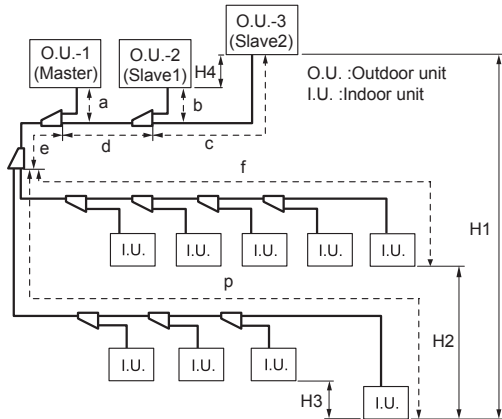 O.U.-1
(Master)
O.U.-2
(Slave1)
O.U.-3
(Slave2)
H4
O.U. :Outdoor unit
I.U. :Indoor unit
a
b
e
d
c
f
H1
I.U.
I.U.
I.U.
I.U.
I.U.
p
H2
I.U.
I.U.
I.U.
H3
I.U.